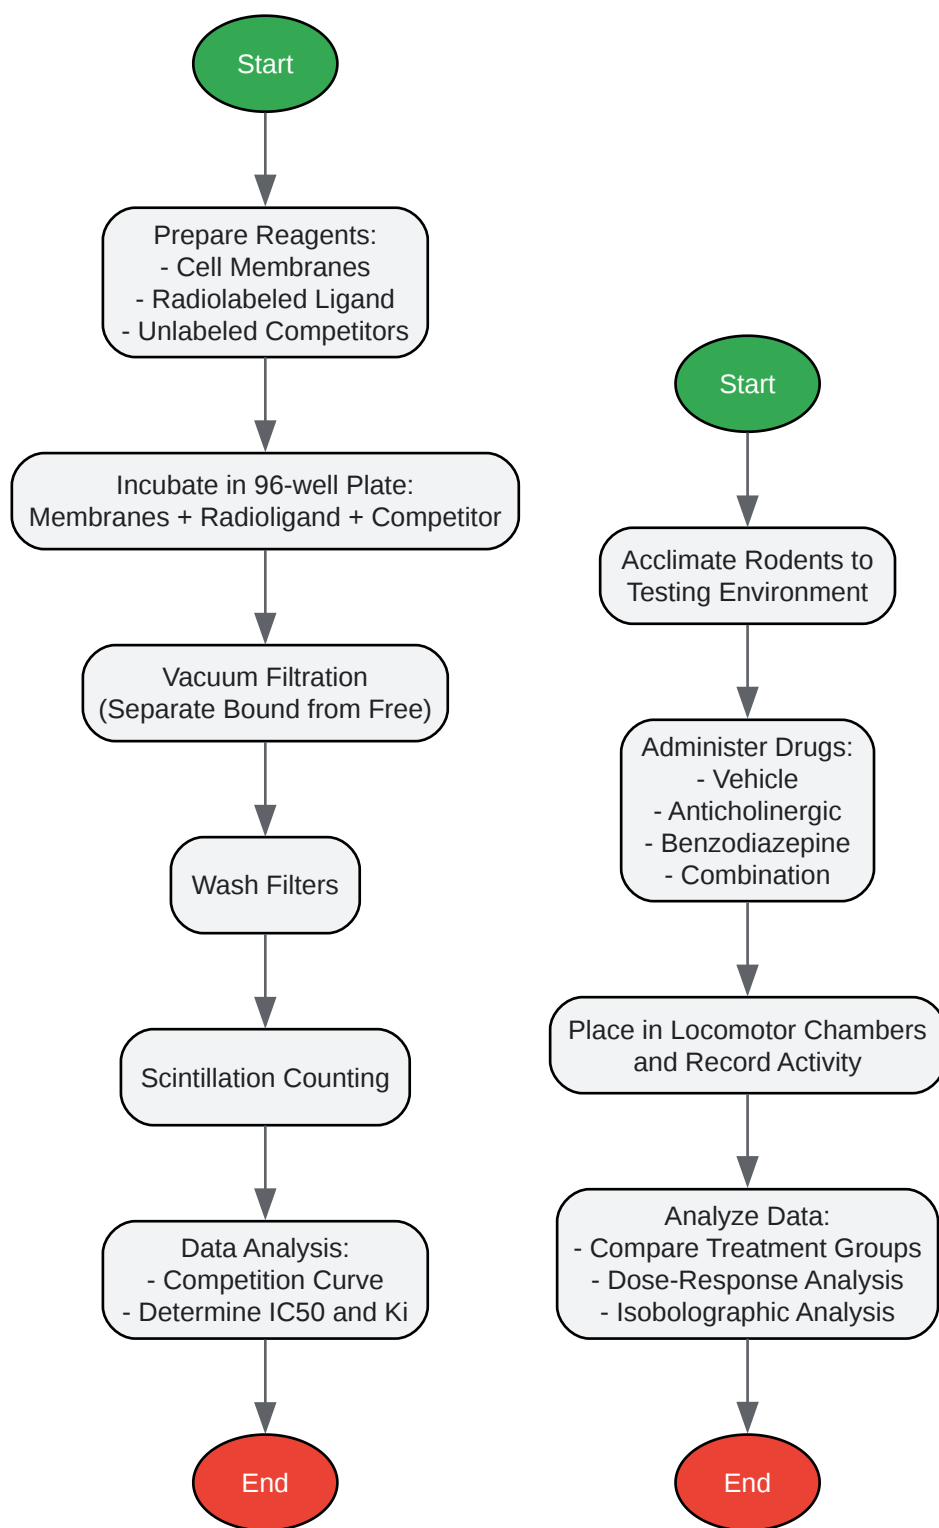 Start
Prepare Reagents:
- Cell Membranes
- Radiolabeled Ligand
- Unlabeled Competitors
Incubate in 96-well Plate:
Membranes + Radioligand + Competitor
Vacuum Filtration
(Separate Bound from Free)
Wash Filters
Scintillation Counting
Data Analysis:
- Competition Curve
- Determine IC50 and Ki
End
Start
Acclimate Rodents to
Testing Environment
Administer Drugs:
- Vehicle
- Anticholinergic
- Benzodiazepine
- Combination
Place in Locomotor Chambers
and Record Activity
Analyze Data:
- Compare Treatment Groups
- Dose-Response Analysis
- Isobolographic Analysis
End